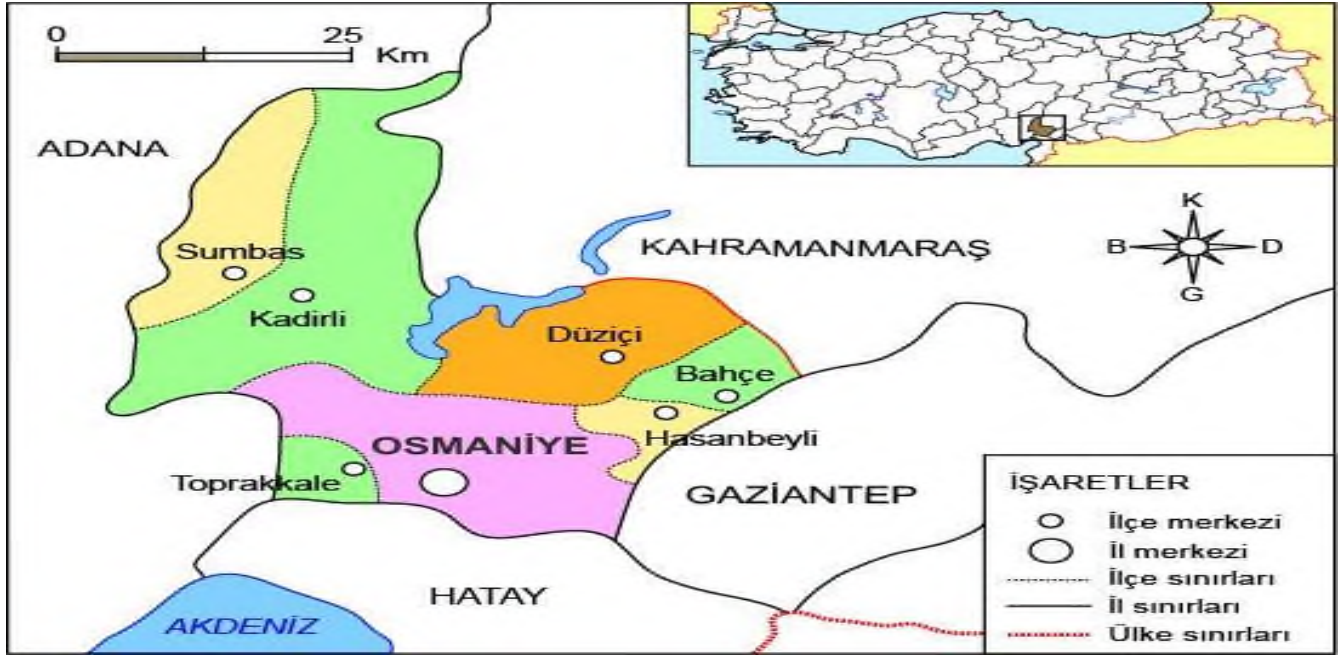 0 25
Km
ADANA
K
B D
G
KAHRAMANMARAŞ
Sumbas
Kadirli
Düziçi
Bahçe
Hasanbeyli
OSMANİYE
Toprakkale
GAZİANTEP
HATAY
AKDENİZ
İŞARETLER
İlçe merkezi
İl merkezi
İlçe sınırları
İl sınırları
Ülke sınırları